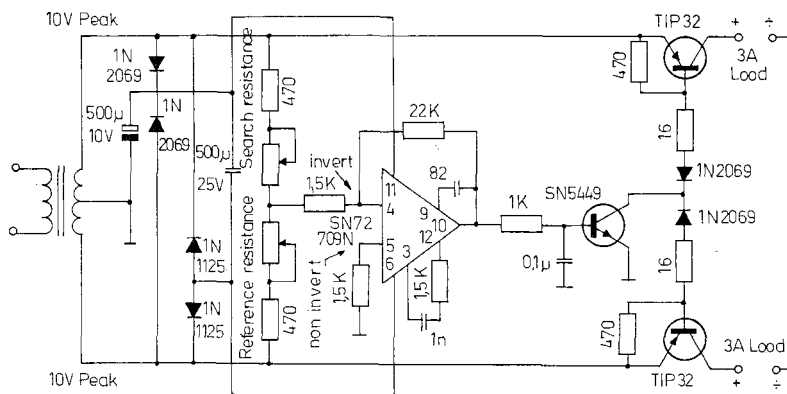 10V Peak
1N
2069
500µ
10V
1N
2069
500µ
25V
1N
1125
1N
1125
10V Peak
470
Search resistance
Reference resistance
470
invert
1,5K
SN72
709N
non invert
1,5K
22K
82
11
4
9
10
5
3
12
6
1,5K
1n
1K
0,1µ
SN5449
TIP32
+ ÷
3A
Load
470
16
1N2069
1N2069
16
470
3A Load
TIP32
+ ÷